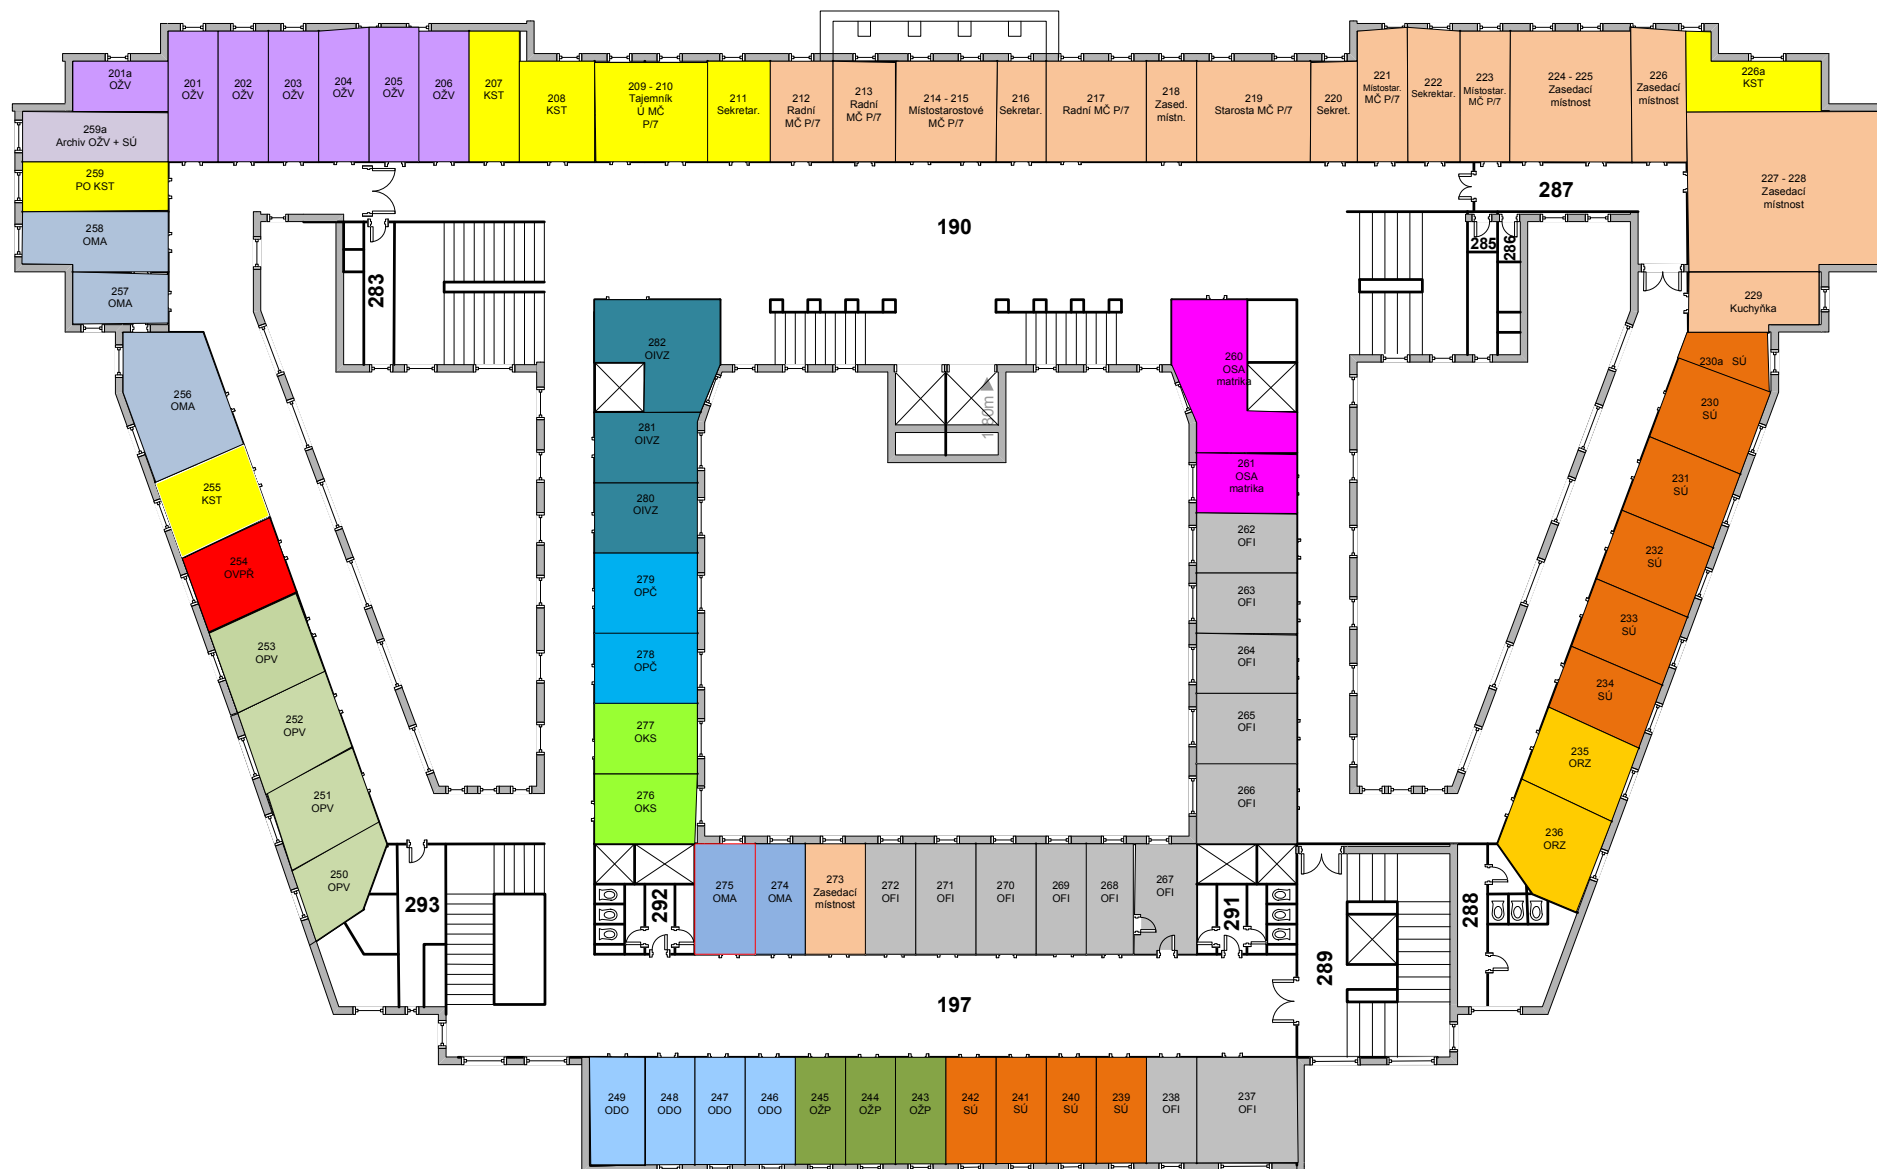 201a
OŽV
201
OŽV
202
OŽV
203
OŽV
204
OŽV
205
OŽV
206
OŽV
207
KST
208
KST
209 - 210
Tajemník
Ú MČ
P/7
211
Sekretar.
212
Radní
MČ P/7
213
Radní
MČ P/7
214 - 215
Místostarostové
MČ P/7
216
Sekretar.
217
Radní MČ P/7
218
Zased.
místn.
219
Starosta MČ P/7
220
Sekret.
221
Místostar.
MČ P/7
222
Sekrektar.
223
Místostar.
MČ P/7
224 - 225
Zasedací
místnost
226
Zasedací
místnost
226a
KST
259a
Archiv OŽV + SÚ
259
PO KST
258
OMA
257
OMA
227 - 228
Zasedací
místnost
229
Kuchyňka
190
287
285
286
283
282
OIVZ
281
OIVZ
280
OIVZ
279
OPČ
278
OPČ
277
OKS
276
OKS
1,80m
260
OSA
matrika
261
OSA
matrika
262
OFI
263
OFI
264
OFI
265
OFI
266
OFI
256
OMA
255
KST
254
OVPŘ
253
OPV
252
OPV
251
OPV
250
OPV
230a SÚ
230
SÚ
231
SÚ
232
SÚ
233
SÚ
234
SÚ
235
ORZ
236
ORZ
293
292
275
OMA
274
OMA
273
Zasedací
místnost
272
OFI
271
OFI
270
OFI
269
OFI
268
OFI
267
OFI
291
289
288
197
249
ODO
248
ODO
247
ODO
246
ODO
245
OŽP
244
OŽP
243
OŽP
242
SÚ
241
SÚ
240
SÚ
239
SÚ
238
OFI
237
OFI